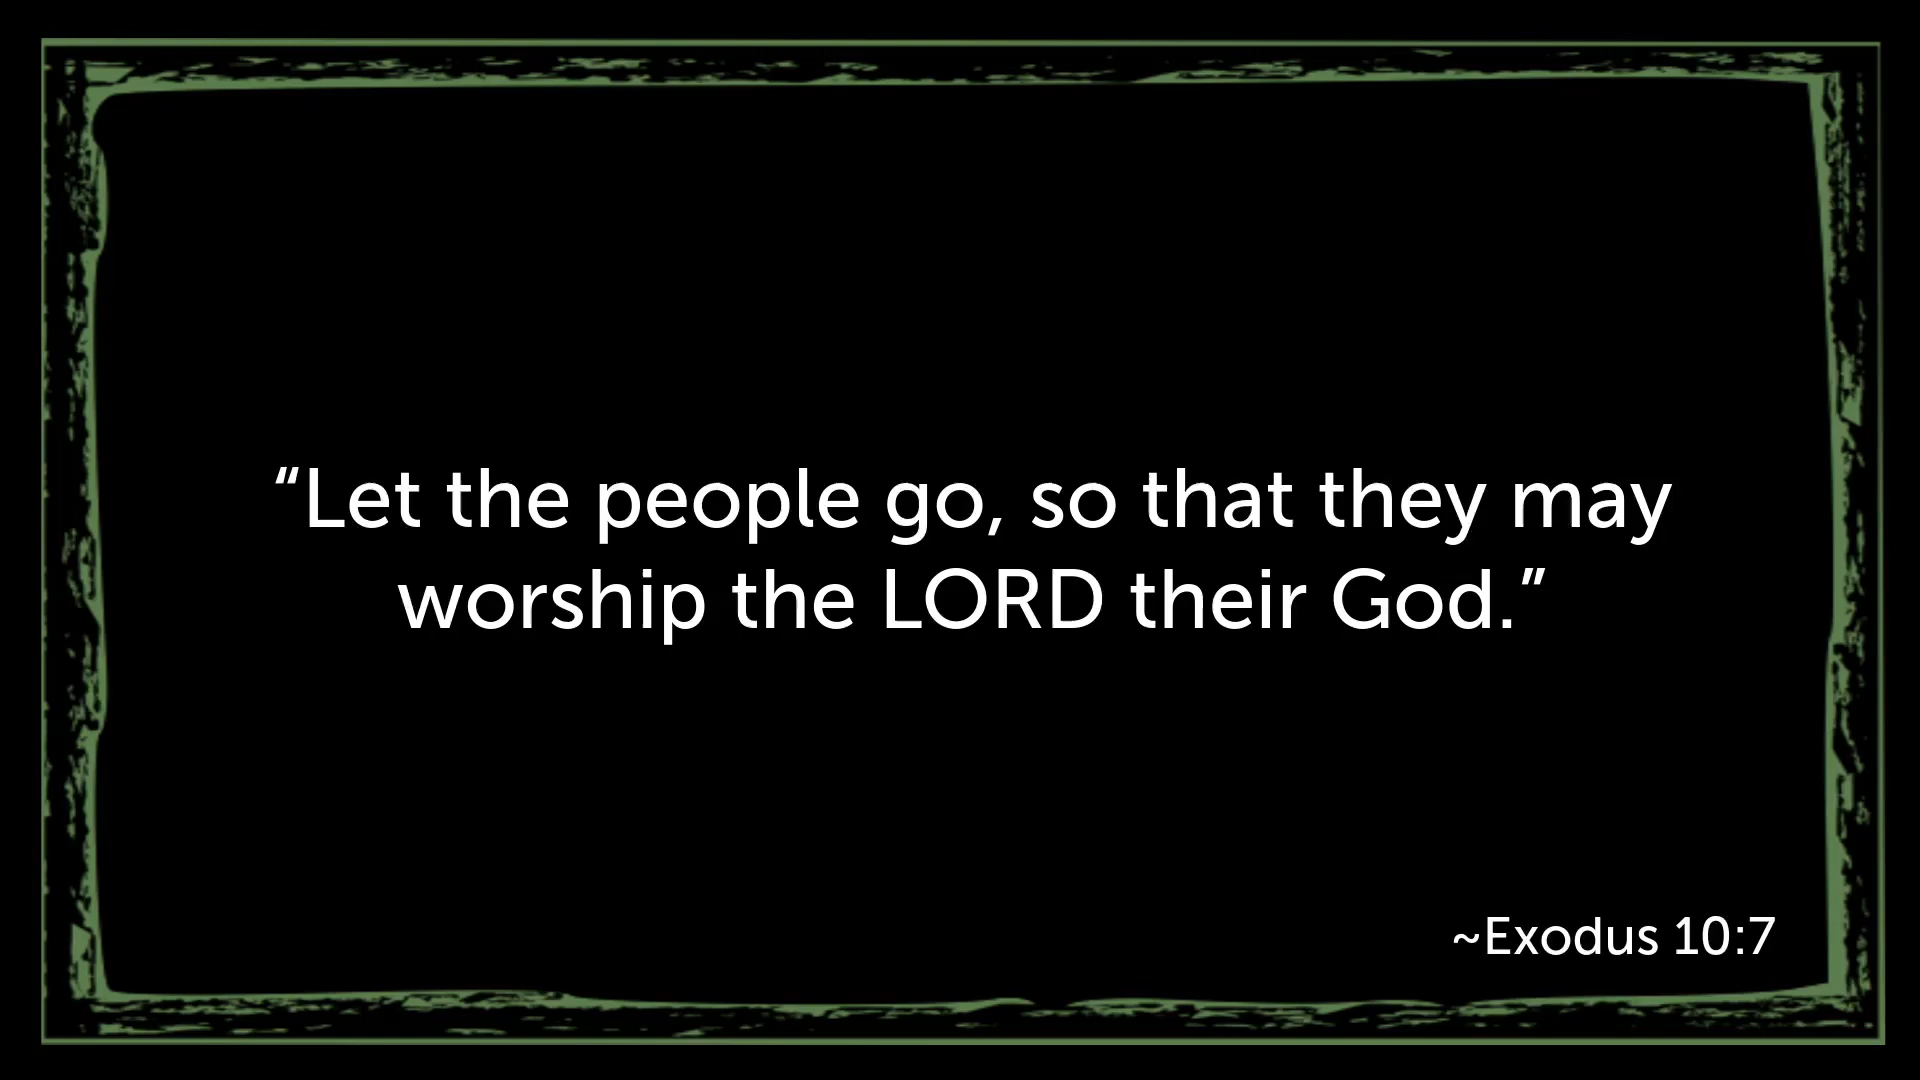 “Let the people go, so that they may
worship the LORD their God.”
~Exodus 10:7